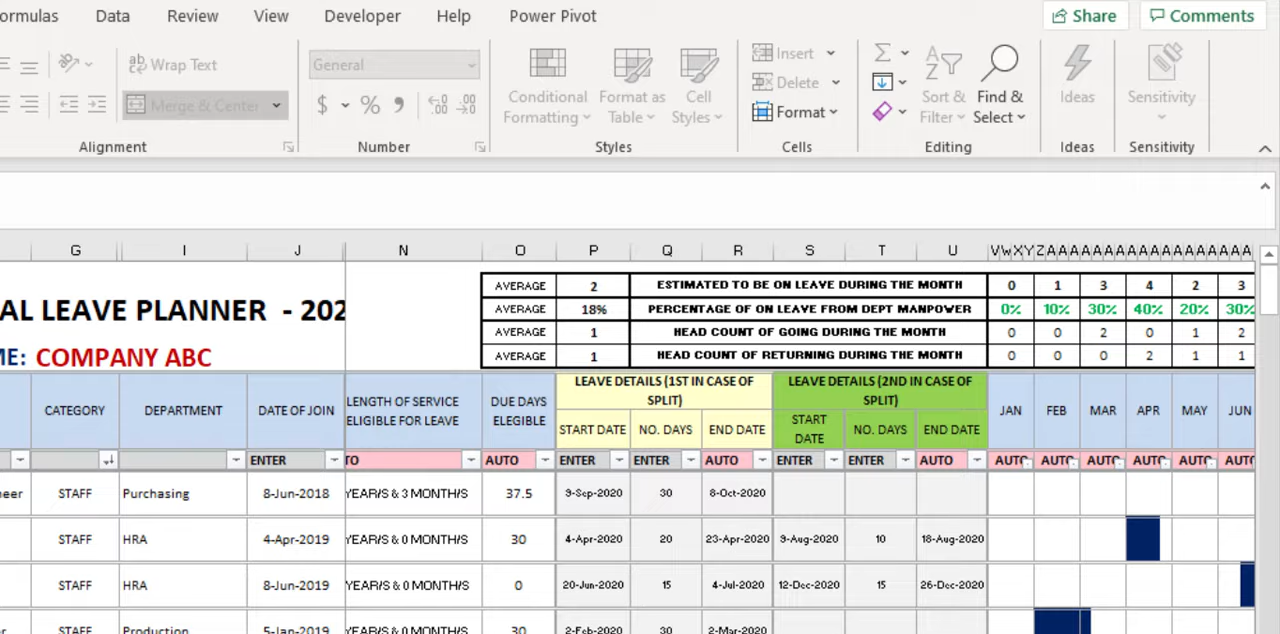 ormulas Data Review View Developer Help Power Pivot Share Comments
Wrap Text General Insert
Delete
Conditional Formatting Format as Table Cell Styles Format Sort & Filter Find & Select Ideas Sensitivity
Merge & Center $ %
Alignment Number Styles Cells Editing Ideas Sensitivity
G I J N O P Q R S T U V W X Y Z A A A A A A A A A A A A A A A A
AVERAGE 2 ESTIMATED TO BE ON LEAVE DURING THE MONTH 0 1 3 4 2 3
AL LEAVE PLANNER - 202
AVERAGE 18% PERCENTAGE OF ON LEAVE FROM DEPT MANPOWER 0% 10% 30% 40% 20% 30%
AVERAGE 1 HEAD COUNT OF GOING DURING THE MONTH 0 0 2 0 1 2
ME: COMPANY ABC
AVERAGE 1 HEAD COUNT OF RETURNING DURING THE MONTH 0 0 0 2 1 1
LEAVE DETAILS (1ST IN CASE OF SPLIT) LEAVE DETAILS (2ND IN CASE OF SPLIT)
CATEGORY DEPARTMENT DATE OF JOIN LENGTH OF SERVICE ELIGIBLE FOR LEAVE DUE DAYS ELEGIBLE START DATE NO. DAYS END DATE START DATE NO. DAYS END DATE JAN FEB MAR APR MAY JUN
ENTER TO AUTO ENTER ENTER AUTO ENTER ENTER AUTO AUTO AUTO AUTO AUTO AUTO AUTO
neer STAFF Purchasing 8-Jun-2018 YEAR/S & 3 MONTH/S 37.5 9-Sep-2020 30 8-Oct-2020
STAFF HRA 4-Apr-2019 YEAR/S & 0 MONTH/S 30 4-Apr-2020 20 23-Apr-2020 9-Aug-2020 10 18-Aug-2020
STAFF HRA 8-Jun-2019 YEAR/S & 0 MONTH/S 0 20-Jun-2020 15 4-Jul-2020 12-Dec-2020 15 26-Dec-2020
er STAFF Production 5-Jan-2019 YEAR/S & 0 MONTH/S 30 2-Feb-2020 30 2-Mar-2020